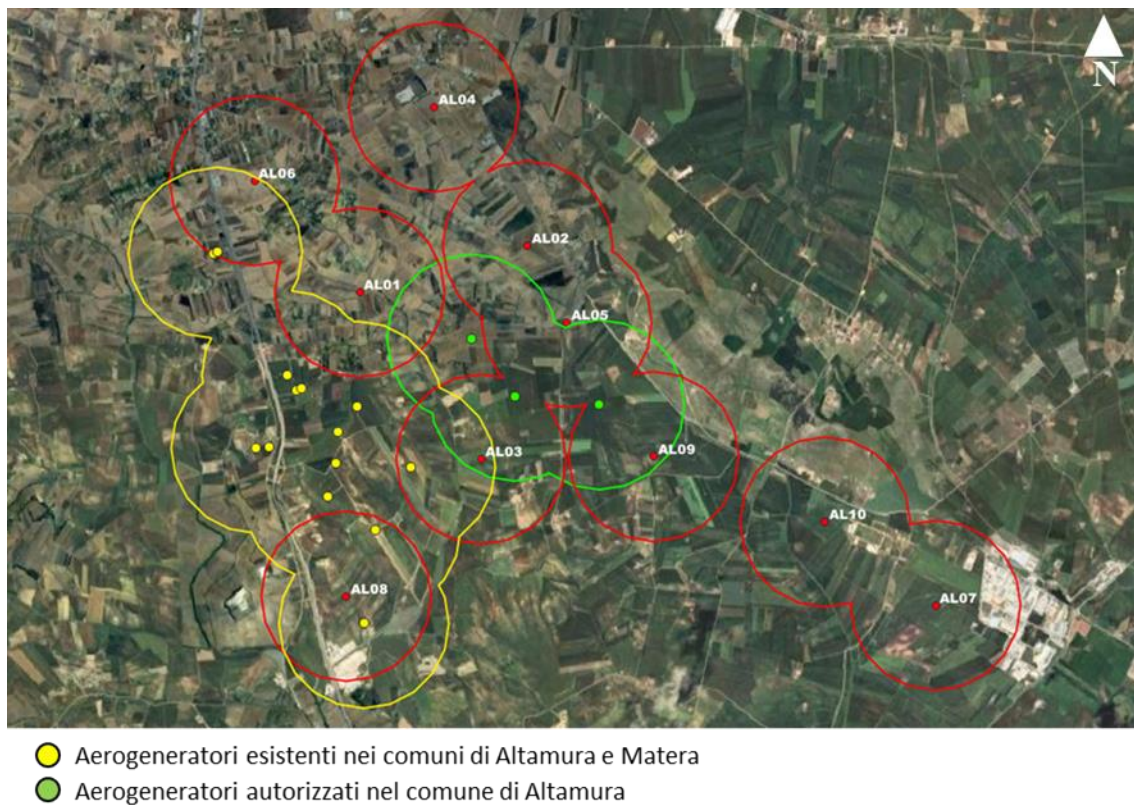 N
AL04
AL06
AL02
AL01
AL05
AL03
AL09
AL10
AL08
AL07
Aerogeneratori esistenti nei comuni di Altamura e Matera
Aerogeneratori autorizzati nel comune di Altamura